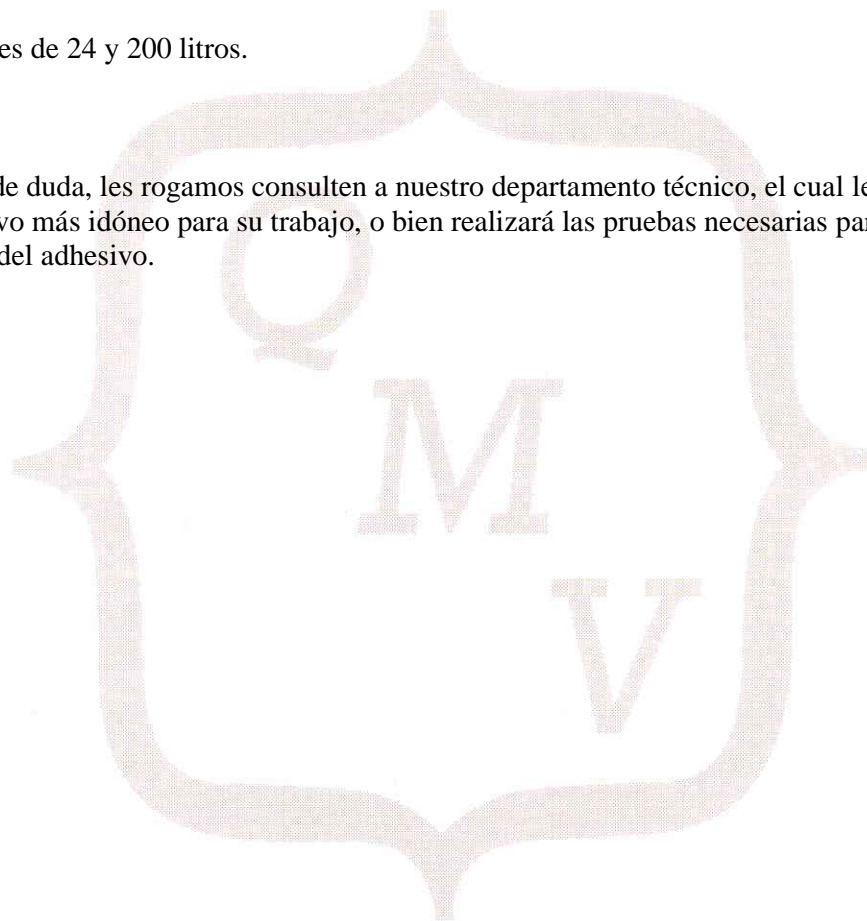 es de 24 y 200 litros.
de duda, les rogamos consulten a nuestro departamento técnico, el cual le
vo más idóneo para su trabajo, o bien realizará las pruebas necesarias par
del adhesivo.
Q
M
V